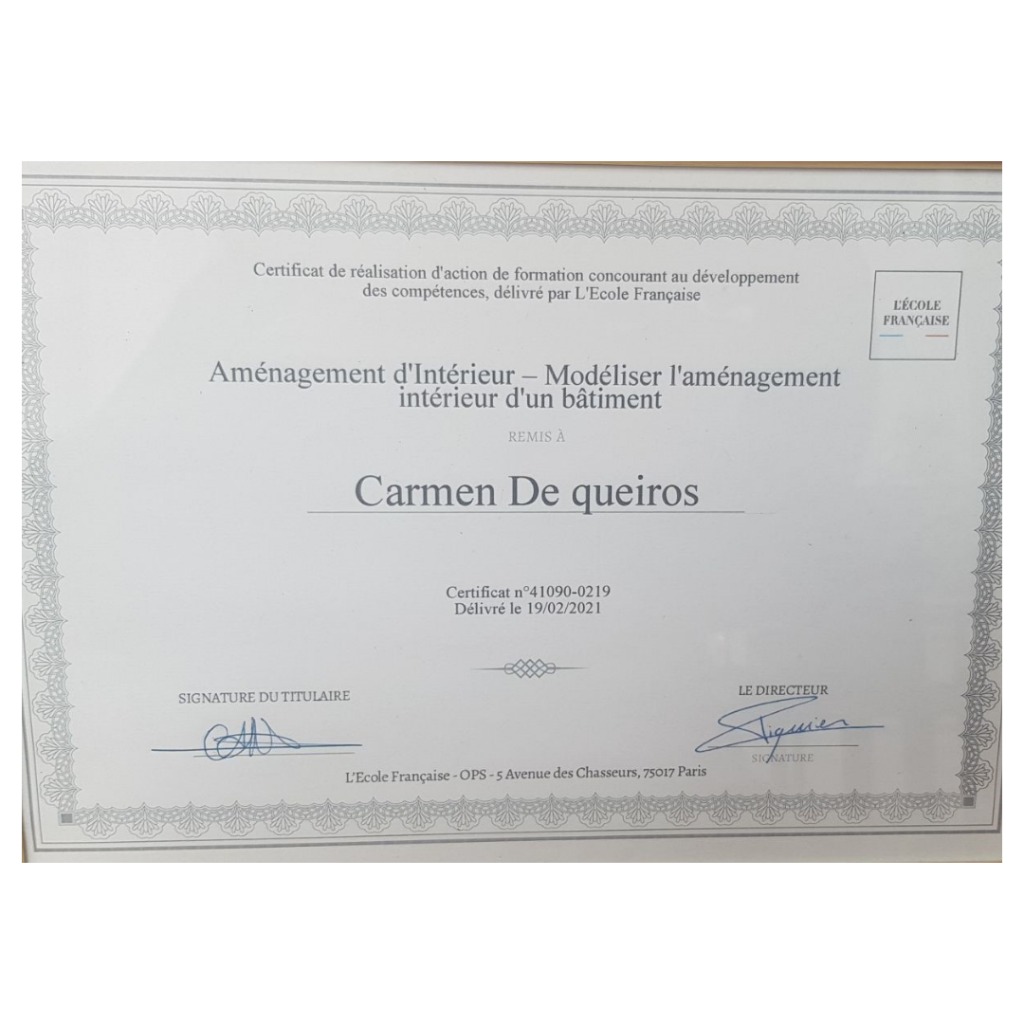 Certificat de réalisation d'action de formation concourant au développement
des compétences, délivré par L'Ecole Française
L'ÉCOLE
FRANÇAISE
Aménagement d'Intérieur – Modéliser l'aménagement
intérieur d'un bâtiment
REMIS À
Carmen De queiros
Certificat n°41090-0219
Délivré le 19/02/2021
SIGNATURE DU TITULAIRE
LE DIRECTEUR
SIGNATURE
L'Ecole Française - OPS - 5 Avenue des Chasseurs, 75017 Paris